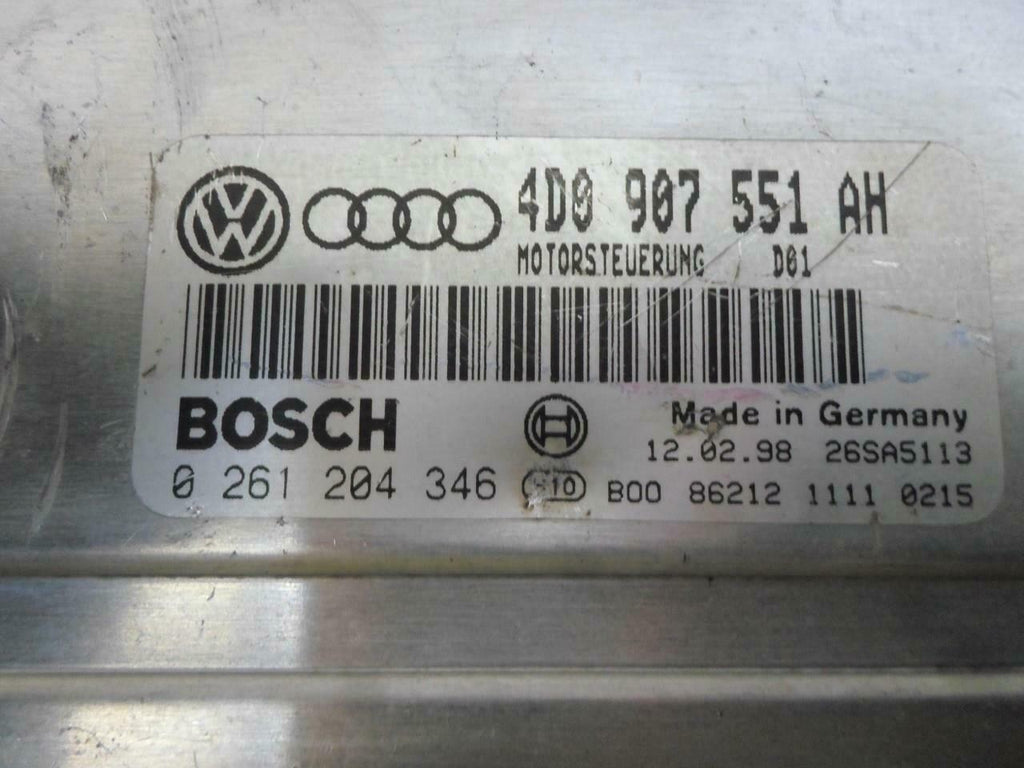 4D0 907 551 AH
MOTORSTEUERUNG D01
BOSCH
Made in Germany
12.02.98 26SA5113
0 261 204 346 B00 86212 1111 0215